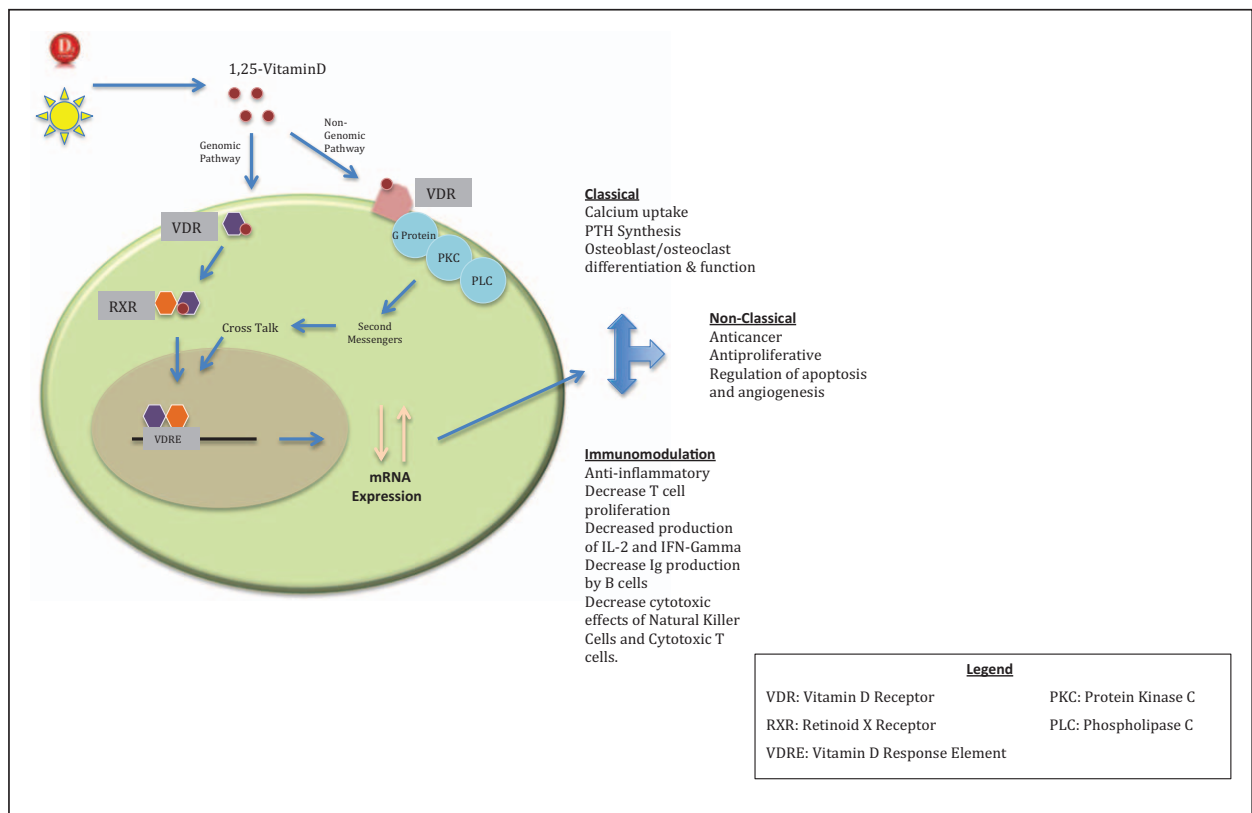 D
1,25-VitaminD
Non-
Genomic
Pathway
Genomic
Pathway
VDR
VDR
G Protein
PKC
PLC
RXR
Cross Talk
Second
Messengers
VDRE
mRNA
Expression
Classical
Calcium uptake
PTH Synthesis
Osteoblast/osteoclast
differentiation & function
Non-Classical
Anticancer
Antiproliferative
Regulation of apoptosis
and angiogenesis
Immunomodulation
Anti-inflammatory
Decrease T cell
proliferation
Decreased production
of IL-2 and IFN-Gamma
Decrease Ig production
by B cells
Decrease cytotoxic
effects of Natural Killer
Cells and Cytotoxic T
cells.
Legend
VDR: Vitamin D Receptor
PKC: Protein Kinase C
RXR: Retinoid X Receptor
PLC: Phospholipase C
VDRE: Vitamin D Response Element